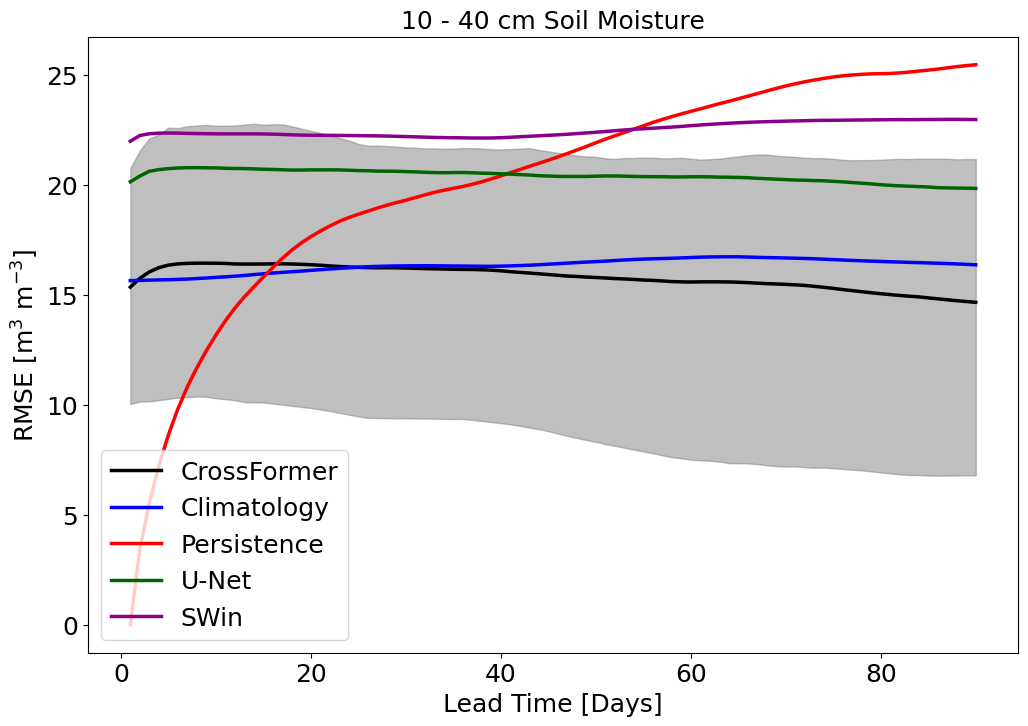 10 - 40 cm Soil Moisture
RMSE [m³ m⁻³]
25
20
15
10
5
0
CrossFormer
Climatology
Persistence
U-Net
SWin
0 20 40 60 80
Lead Time [Days]